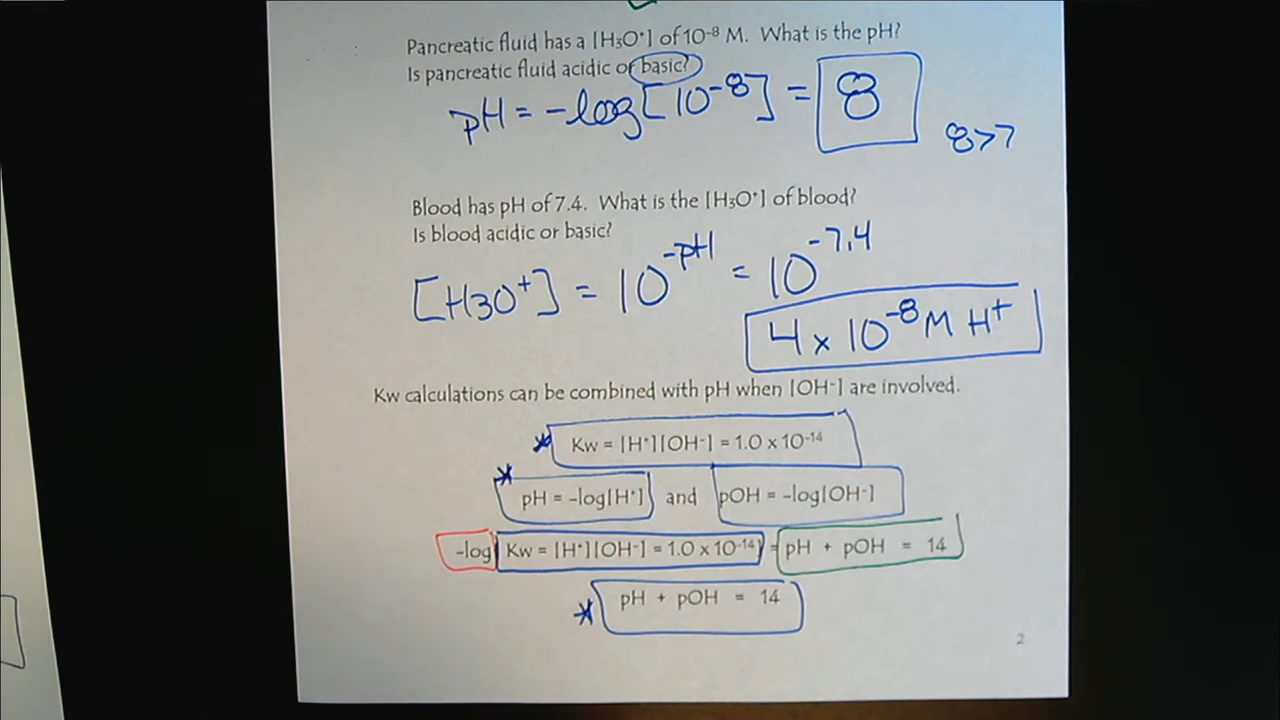 Pancreatic fluid has a [H₃O⁺] of 10⁻⁸ M. What is the pH?
Is pancreatic fluid acidic or basic?
pH = -log[10⁻⁸] = 8
8>7
Blood has pH of 7.4. What is the [H₃O⁺] of blood?
Is blood acidic or basic?
[H3O⁺] = 10^-pH = 10^-7.4
4 x 10⁻⁸ M H⁺
Kw calculations can be combined with pH when [OH⁻] are involved.
* Kw = [H⁺][OH⁻] = 1.0 x 10⁻¹⁴
* pH = -log[H⁺] and pOH = -log[OH⁻]
-log( Kw = [H⁺][OH⁻] = 1.0 x 10⁻¹⁴) = pH + pOH = 14
* pH + pOH = 14
2